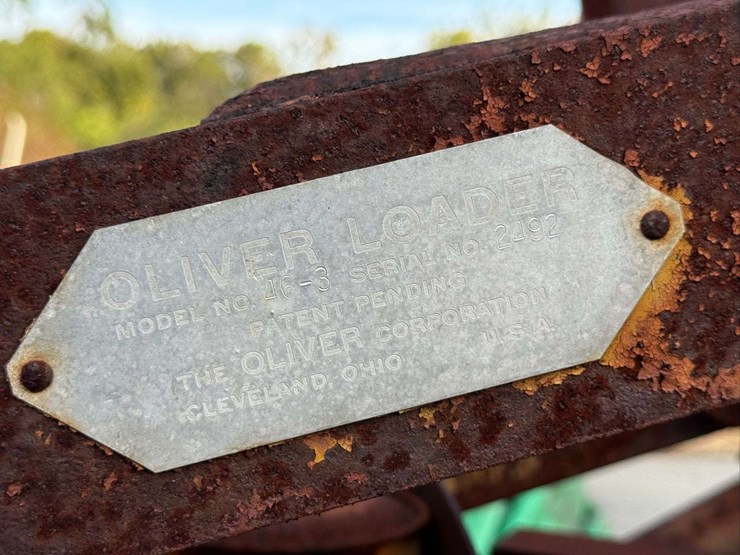 OLIVER LOADER
MODEL NO. 46-3 SERIAL NO. 2492
PATENT PENDING
THE OLIVER CORPORATION
CLEVELAND, OHIO U.S.A.